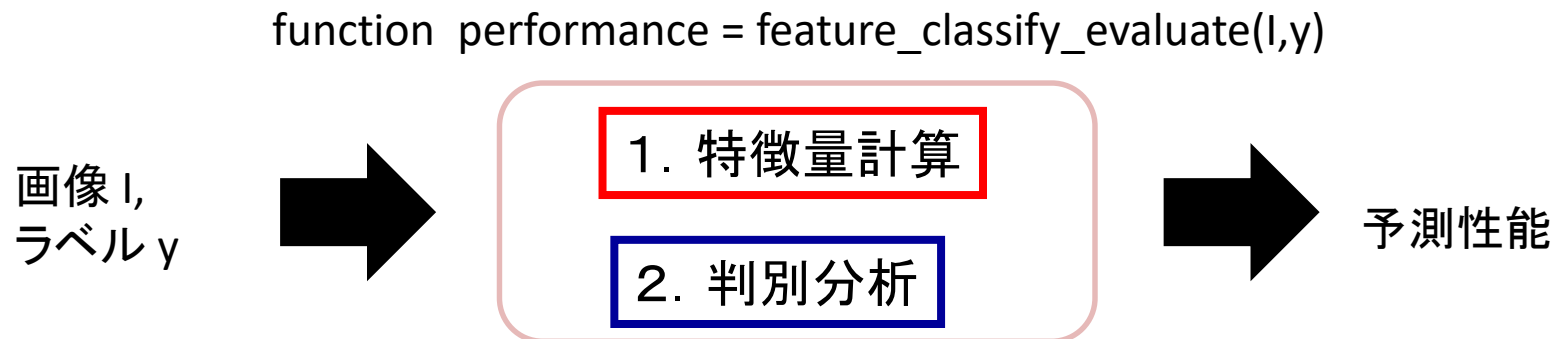 function performance = feature_classify_evaluate(I,y)
画像 I,
ラベル y
１．特徴量計算
２．判別分析
予測性能